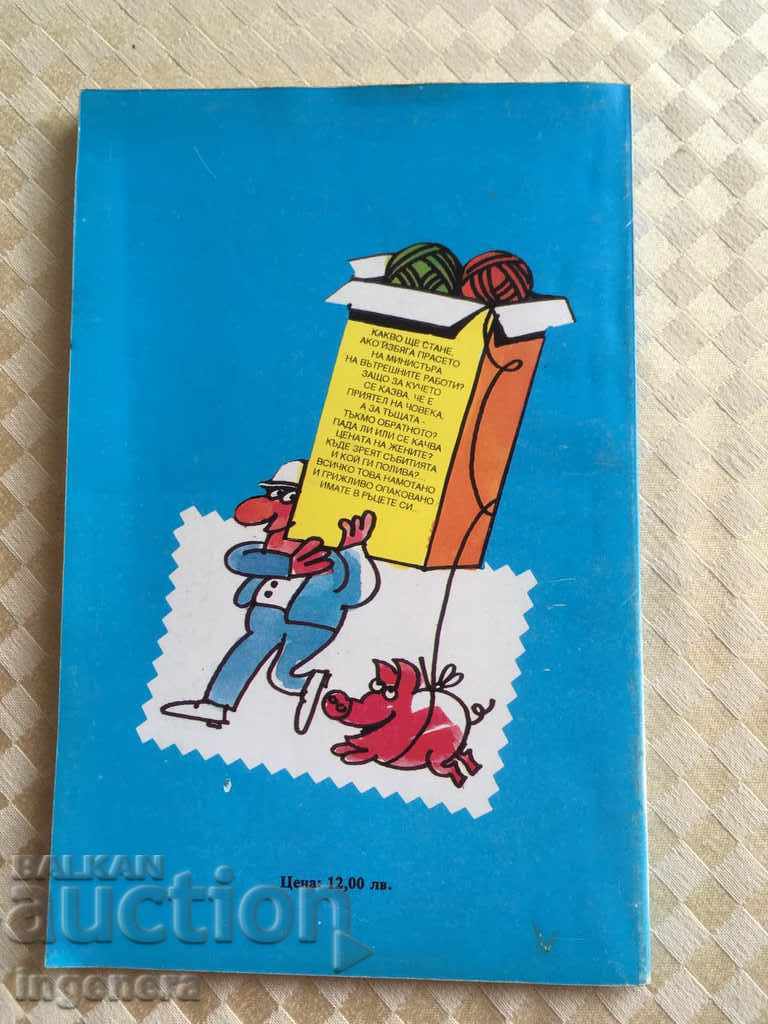 КАКВО ЩЕ СТАНЕ,
АКО ИЗБЯГА ПРАСЕТО
НА МИНИСТЪРА
НА ВЪТРЕШНИТЕ РАБОТИ?
ЗАЩО ЗА КУЧЕТО
СЕ КАЗВА, ЧЕ Е
ПРИЯТЕЛ НА ЧОВЕКА,
А ЗА ТЪЩАТА -
ТЪКМО ОБРАТНОТО?
ПАДА ЛИ ИЛИ СЕ КАЧВА
ЦЕНАТА НА ЖЕНИТЕ?
КЪДЕ ЗРЕЯТ СЪБИТИЯТА
И КОЙ ГИ ПОЛИВА?...
ВСИЧКО ТОВА НАМОТАНО
И ГРИЖЛИВО ОПАКОВАНО
ИМАТЕ В РЪЦЕТЕ СИ...
Цена: 12,00 лв.
BALKAN
auction
ingenera